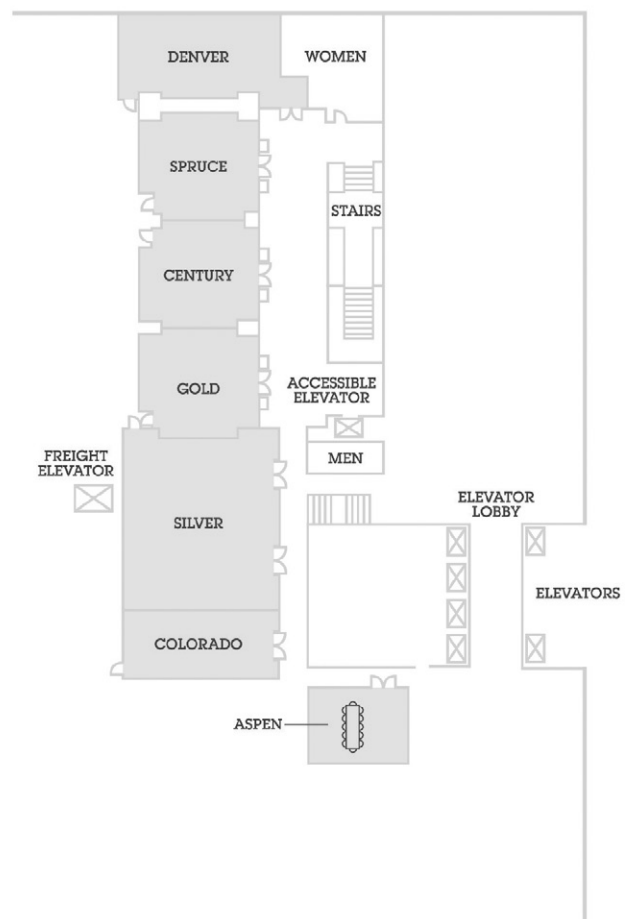 DENVER
WOMEN
SPRUCE
STAIRS
CENTURY
GOLD
ACCESSIBLE
ELEVATOR
FREIGHT
ELEVATOR
MEN
SILVER
ELEVATOR
LOBBY
ELEVATORS
COLORADO
ASPEN